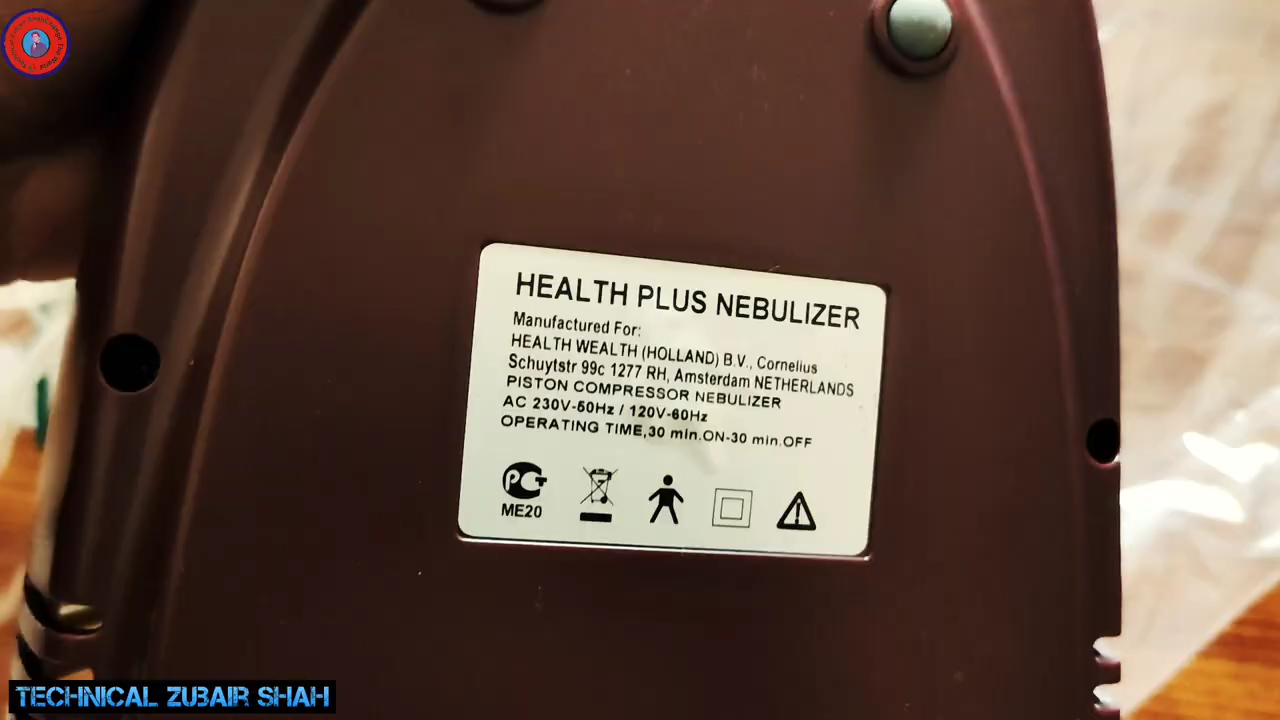 HEALTH PLUS NEBULIZER
Manufactured For:
HEALTH WEALTH (HOLLAND) B.V., Cornelius
Schuytstr 99c 1277 RH, Amsterdam NETHERLANDS
PISTON COMPRESSOR NEBULIZER
AC 230V-50Hz / 120V-60Hz
OPERATING TIME,30 min.ON-30 min.OFF
PCT
ME20
TECHNICAL ZUBAIR SHAH